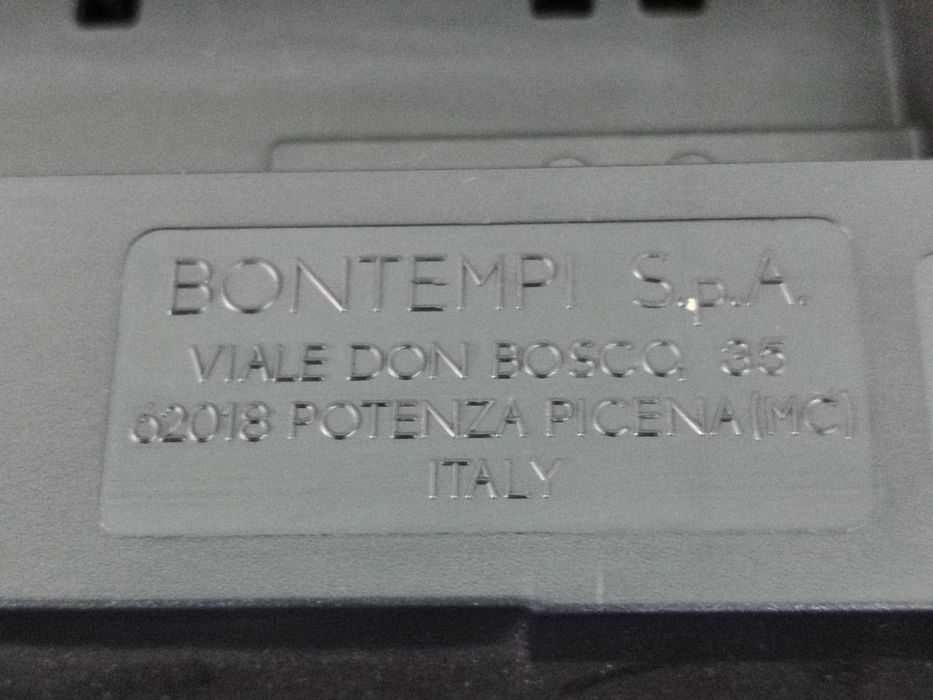 BONTEMPI S.p.A.
VIALE DON BOSCO, 35
62018 POTENZA PICENA (MC)
ITALY